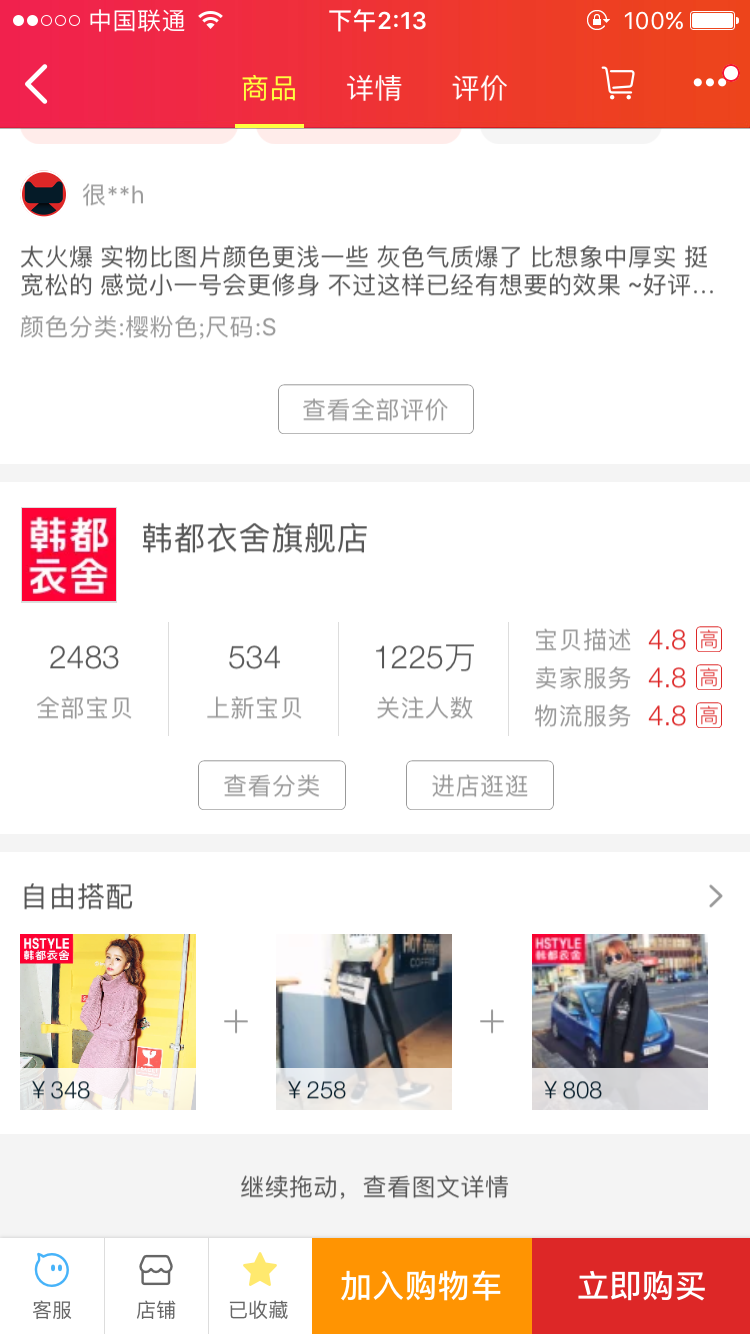 中国联通
下午2:13
100%
商品
详情
评价
很**h
太火爆 实物比图片颜色更浅一些 灰色气质爆了 比想象中厚实 挺
宽松的 感觉小一号会更修身 不过这样已经有想要的效果 ~好评...
颜色分类:樱粉色;尺码:S
查看全部评价
韩都
衣舍
韩都衣舍旗舰店
2483
全部宝贝
534
上新宝贝
1225万
关注人数
宝贝描述 4.8 高
卖家服务 4.8 高
物流服务 4.8 高
查看分类
进店逛逛
自由搭配
HSTYLE
韩都衣舍
¥348
COFFEE
¥258
HSTYLE
韩都衣舍
¥808
继续拖动，查看图文详情
客服
店铺
已收藏
加入购物车
立即购买